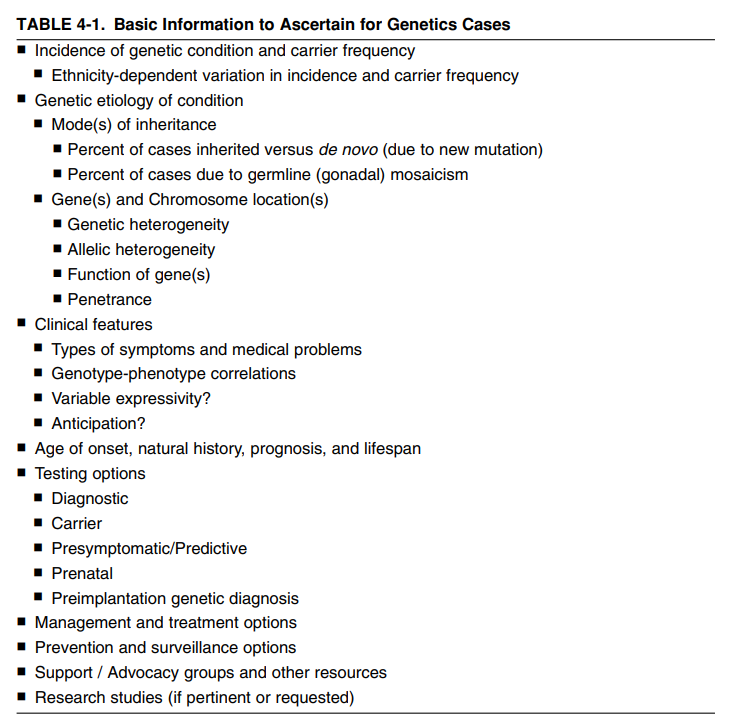 TABLE 4-1. Basic Information to Ascertain for Genetics Cases
■ Incidence of genetic condition and carrier frequency
■ Ethnicity-dependent variation in incidence and carrier frequency
■ Genetic etiology of condition
■ Mode(s) of inheritance
■ Percent of cases inherited versus de novo (due to new mutation)
■ Percent of cases due to germline (gonadal) mosaicism
■ Gene(s) and Chromosome location(s)
■ Genetic heterogeneity
■ Allelic heterogeneity
■ Function of gene(s)
■ Penetrance
■ Clinical features
■ Types of symptoms and medical problems
■ Genotype-phenotype correlations
■ Variable expressivity?
■ Anticipation?
■ Age of onset, natural history, prognosis, and lifespan
■ Testing options
■ Diagnostic
■ Carrier
■ Presymptomatic/Predictive
■ Prenatal
■ Preimplantation genetic diagnosis
■ Management and treatment options
■ Prevention and surveillance options
■ Support / Advocacy groups and other resources
■ Research studies (if pertinent or requested)